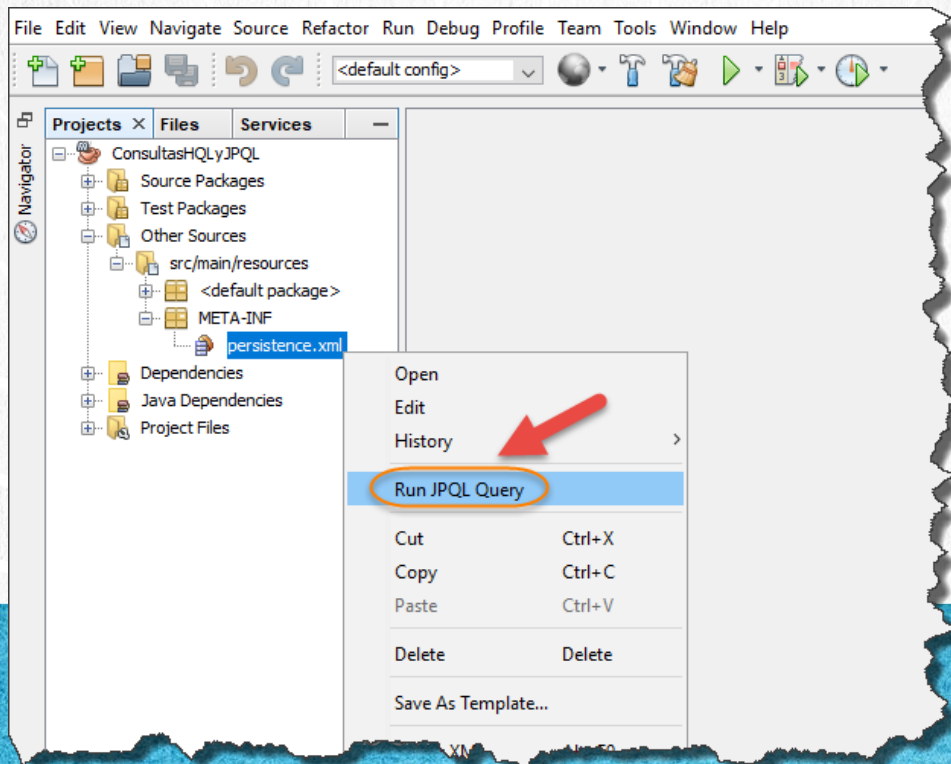 File Edit View Navigate Source Refactor Run Debug Profile Team Tools Window Help
<default config>
Projects Files Services
Navigator
ConsultasHQLyJPQL
Source Packages
Test Packages
Other Sources
src/main/resources
<default package>
META-INF
persistence.xml
Dependencies
Java Dependencies
Project Files
Open
Edit
History
Run JPQL Query
Cut Ctrl+X
Copy Ctrl+C
Paste Ctrl+V
Delete Delete
Save As Template...